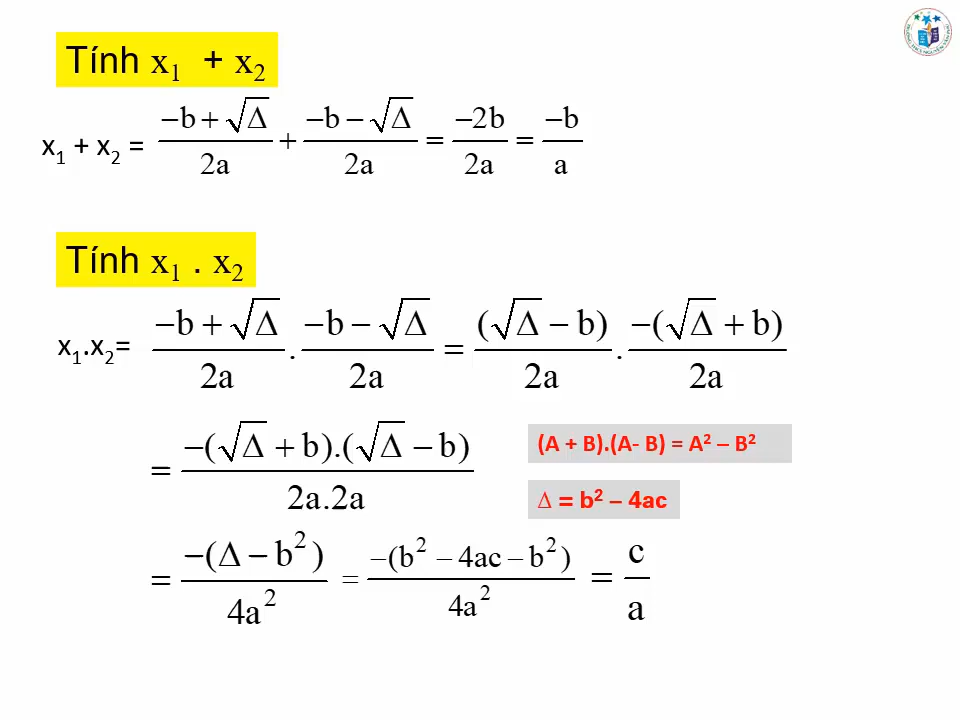 Tính x₁ + x₂
x₁ + x₂ = (−b + √Δ)/(2a) + (−b − √Δ)/(2a) = (−2b)/(2a) = (−b)/a
Tính x₁ . x₂
x₁.x₂= (−b + √Δ)/(2a) . (−b − √Δ)/(2a) = ((√Δ − b))/(2a) . (−(√Δ + b))/(2a)
= (−(√Δ + b).(√Δ − b))/(2a.2a)
(A + B).(A- B) = A² – B²
Δ = b² – 4ac
= (−(Δ − b²))/(4a²) = (−(b² − 4ac − b²))/(4a²) = c/a